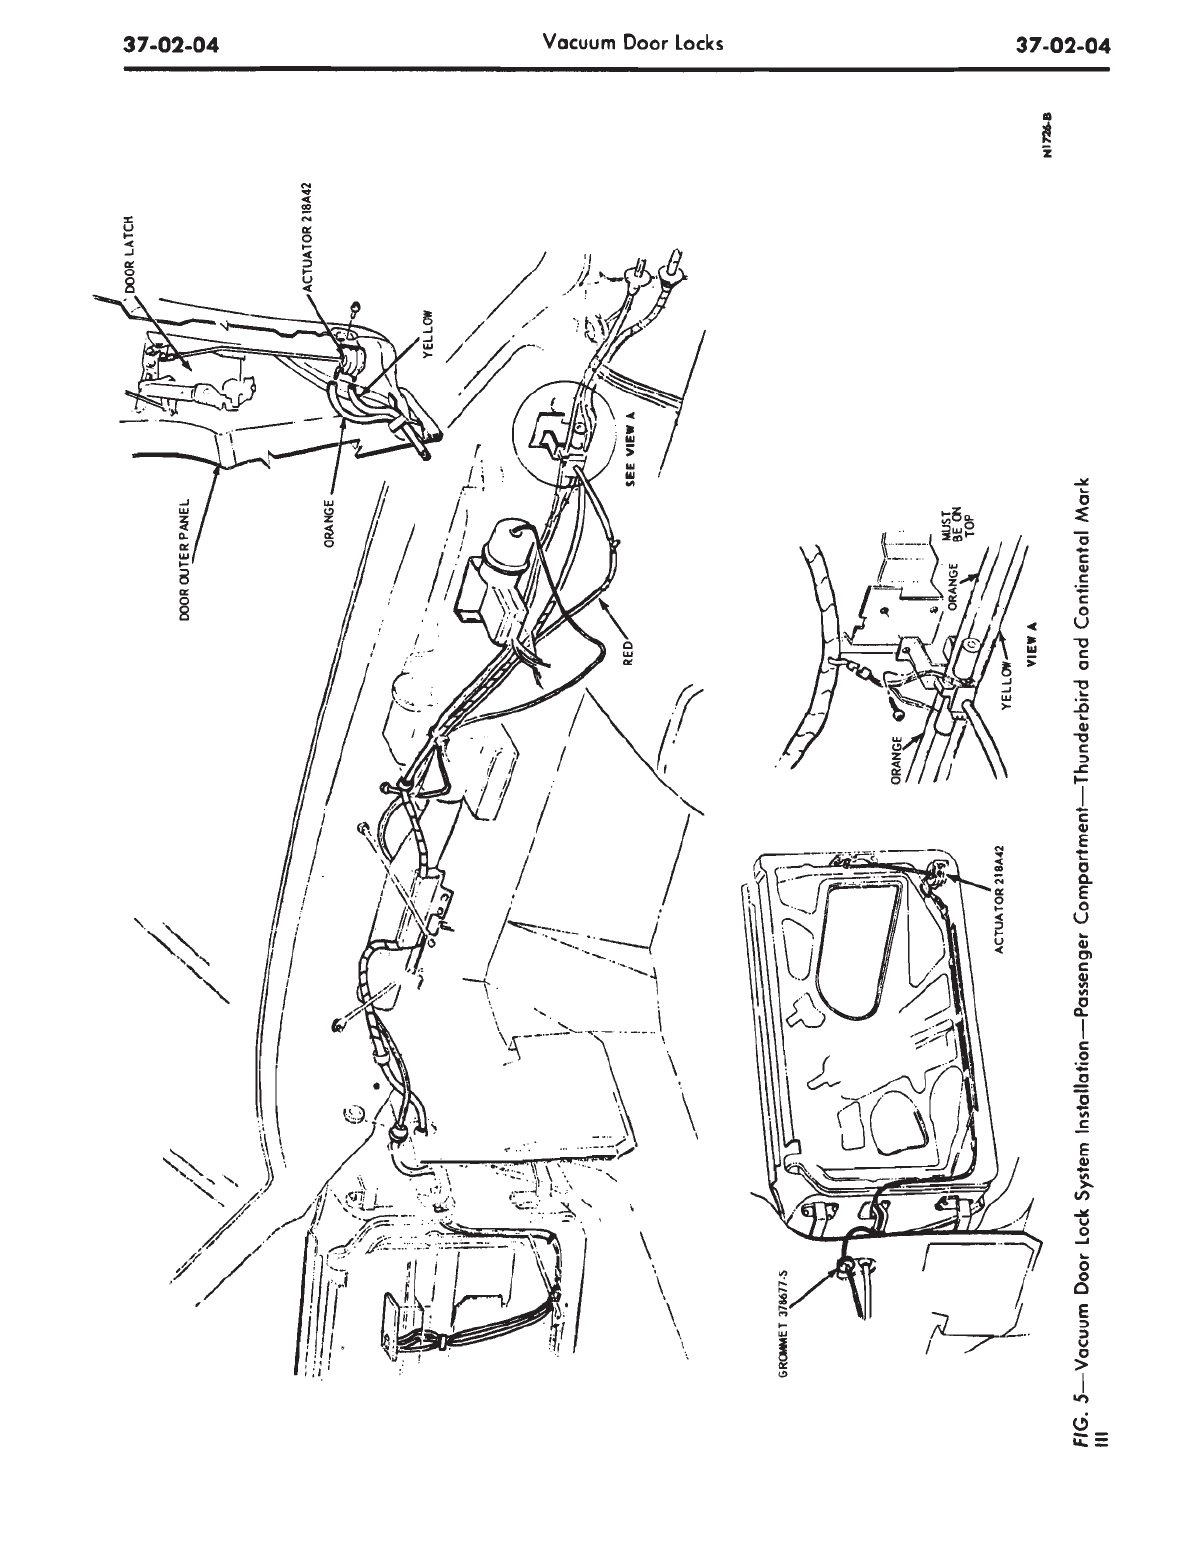 37-02-04 Vacuum Door Locks 37-02-04
N1726-B
DOOR LATCH
ACTUATOR 218A42
YELLOW
DOOR OUTER PANEL
ORANGE
SEE VIEW A
RED
ORANGE
MUST
BE ON
TOP
ORANGE
YELLOW
VIEW A
ACTUATOR 218A42
GROMMET 378677-S
FIG. 5—Vacuum Door Lock System Installation—Passenger Compartment—Thunderbird and Continental Mark
III